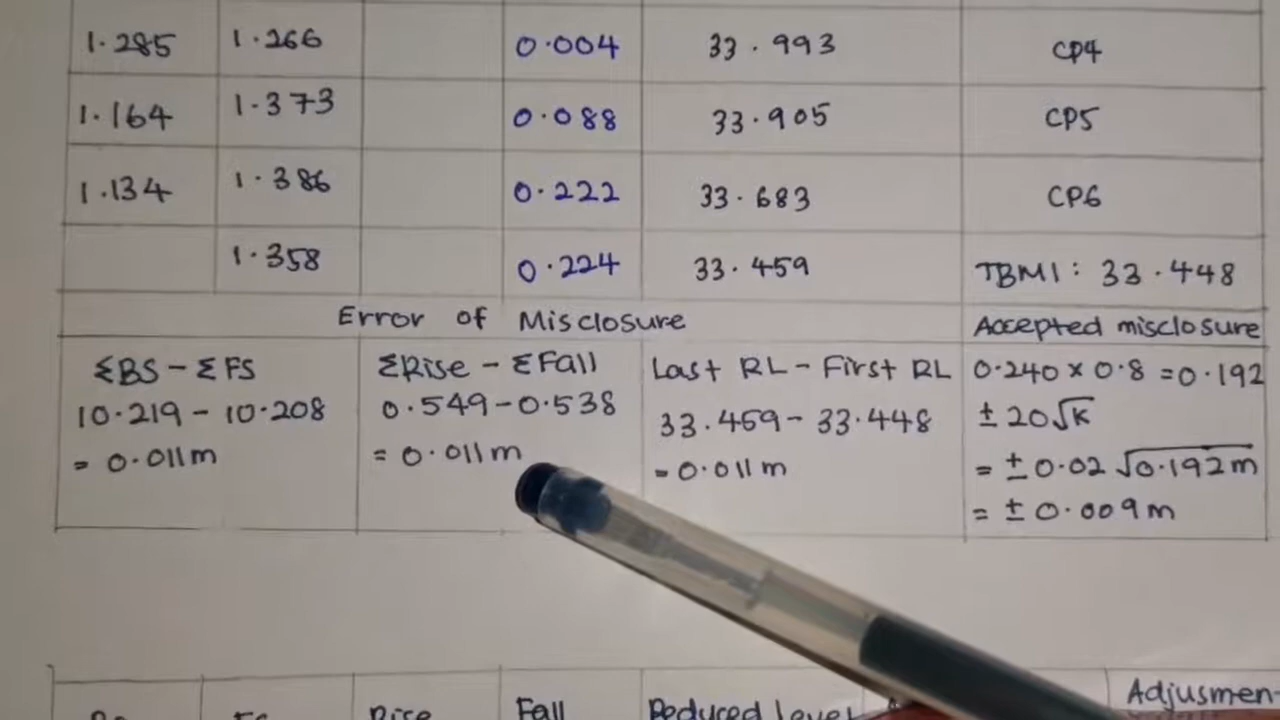 1.285 1.266 0.004 33.993 CP4
1.164 1.373 0.088 33.905 CP5
1.134 1.386 0.222 33.683 CP6
1.358 0.224 33.459 TBM1: 33.448
Error of Misclosure Accepted misclosure
ΣBS - ΣFS
10.219 - 10.208
= 0.011m
ΣRise - ΣFall
0.549 - 0.538
= 0.011m
Last RL - First RL
33.459 - 33.448
= 0.011m
0.240 x 0.8 = 0.192
± 20√K
= ± 0.02 √0.192m
= ± 0.009m
Rise Fall Reduced level Adjusmen-